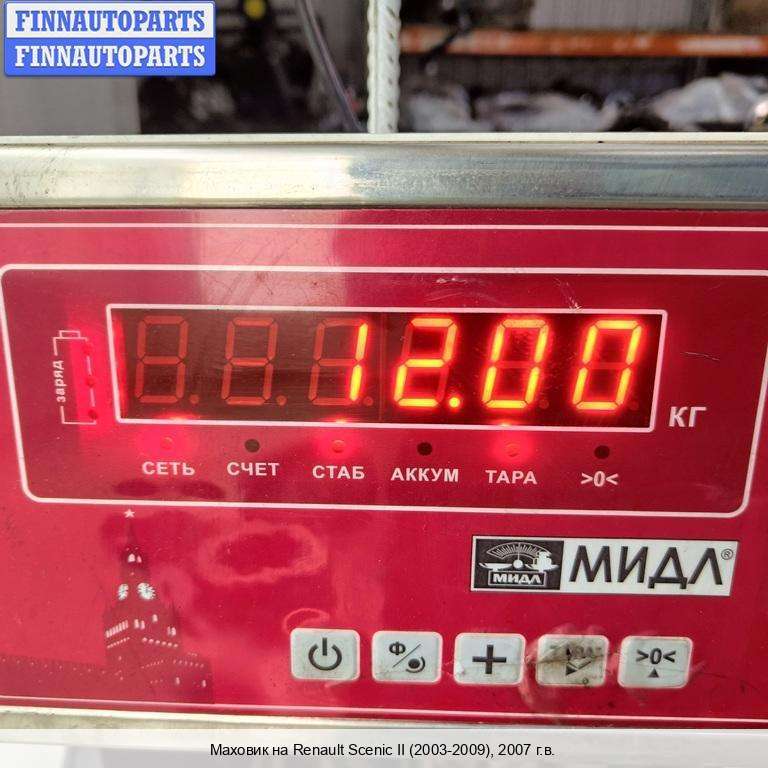 FINNAUTOPARTS
FINNAUTOPARTS
заряд
12.00
КГ
СЕТЬ СЧЕТ СТАБ АККУМ ТАРА >0<
МИДЛ МИДЛ®
Ф >0<
Маховик на Renault Scenic II (2003-2009), 2007 г.в.